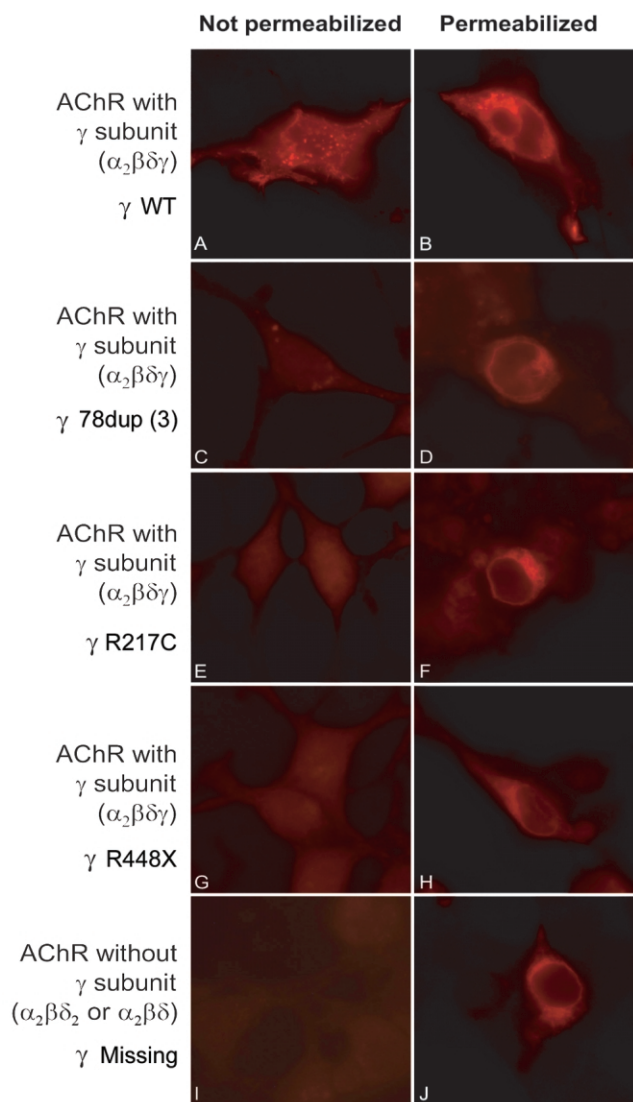 Not permeabilized
Permeabilized
AChR with
γ subunit
(α₂βδγ)
γ WT
A
B
AChR with
γ subunit
(α₂βδγ)
γ 78dup (3)
C
D
AChR with
γ subunit
(α₂βδγ)
γ R217C
E
F
AChR with
γ subunit
(α₂βδγ)
γ R448X
G
H
AChR without
γ subunit
(α₂βδ₂ or α₂βδ)
γ Missing
I
J